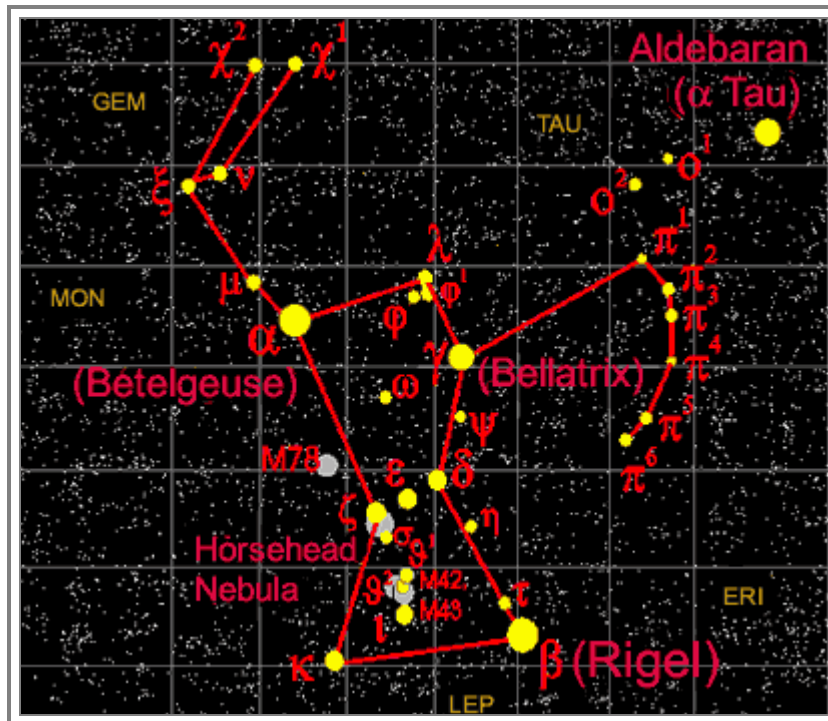 χ²
χ¹
Aldebaran
(α Tau)
GEM
TAU
ο¹
ξ
ν
ο²
π¹
λ
π²
μ
φ¹
π³
MON
φ
α
π⁴
γ
(Betelgeuse)
(Bellatrix)
ω
π⁵
ψ
π⁶
M78
ε
δ
ζ
η
σ
Horsehead
Nebula
ϑ¹
ϑ²
M42
M43
ι
τ
ERI
κ
β (Rigel)
LEP